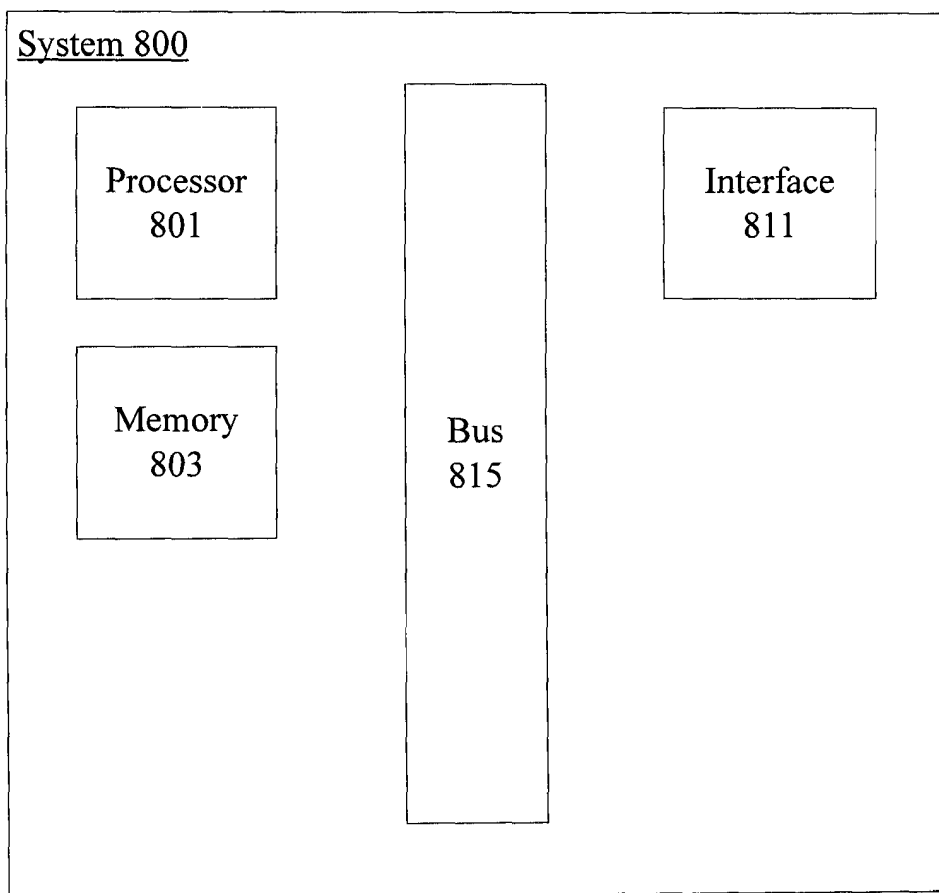 System 800
Processor
801
Interface
811
Memory
803
Bus
815